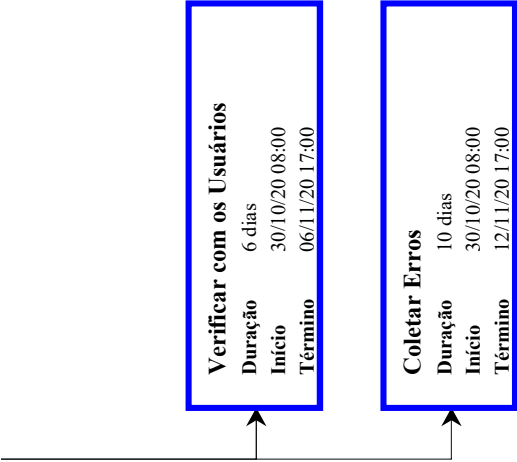 Verificar com os Usuários
Duração 6 dias
Início 30/10/20 08:00
Término 06/11/20 17:00
Coletar Erros
Duração 10 dias
Início 30/10/20 08:00
Término 12/11/20 17:00